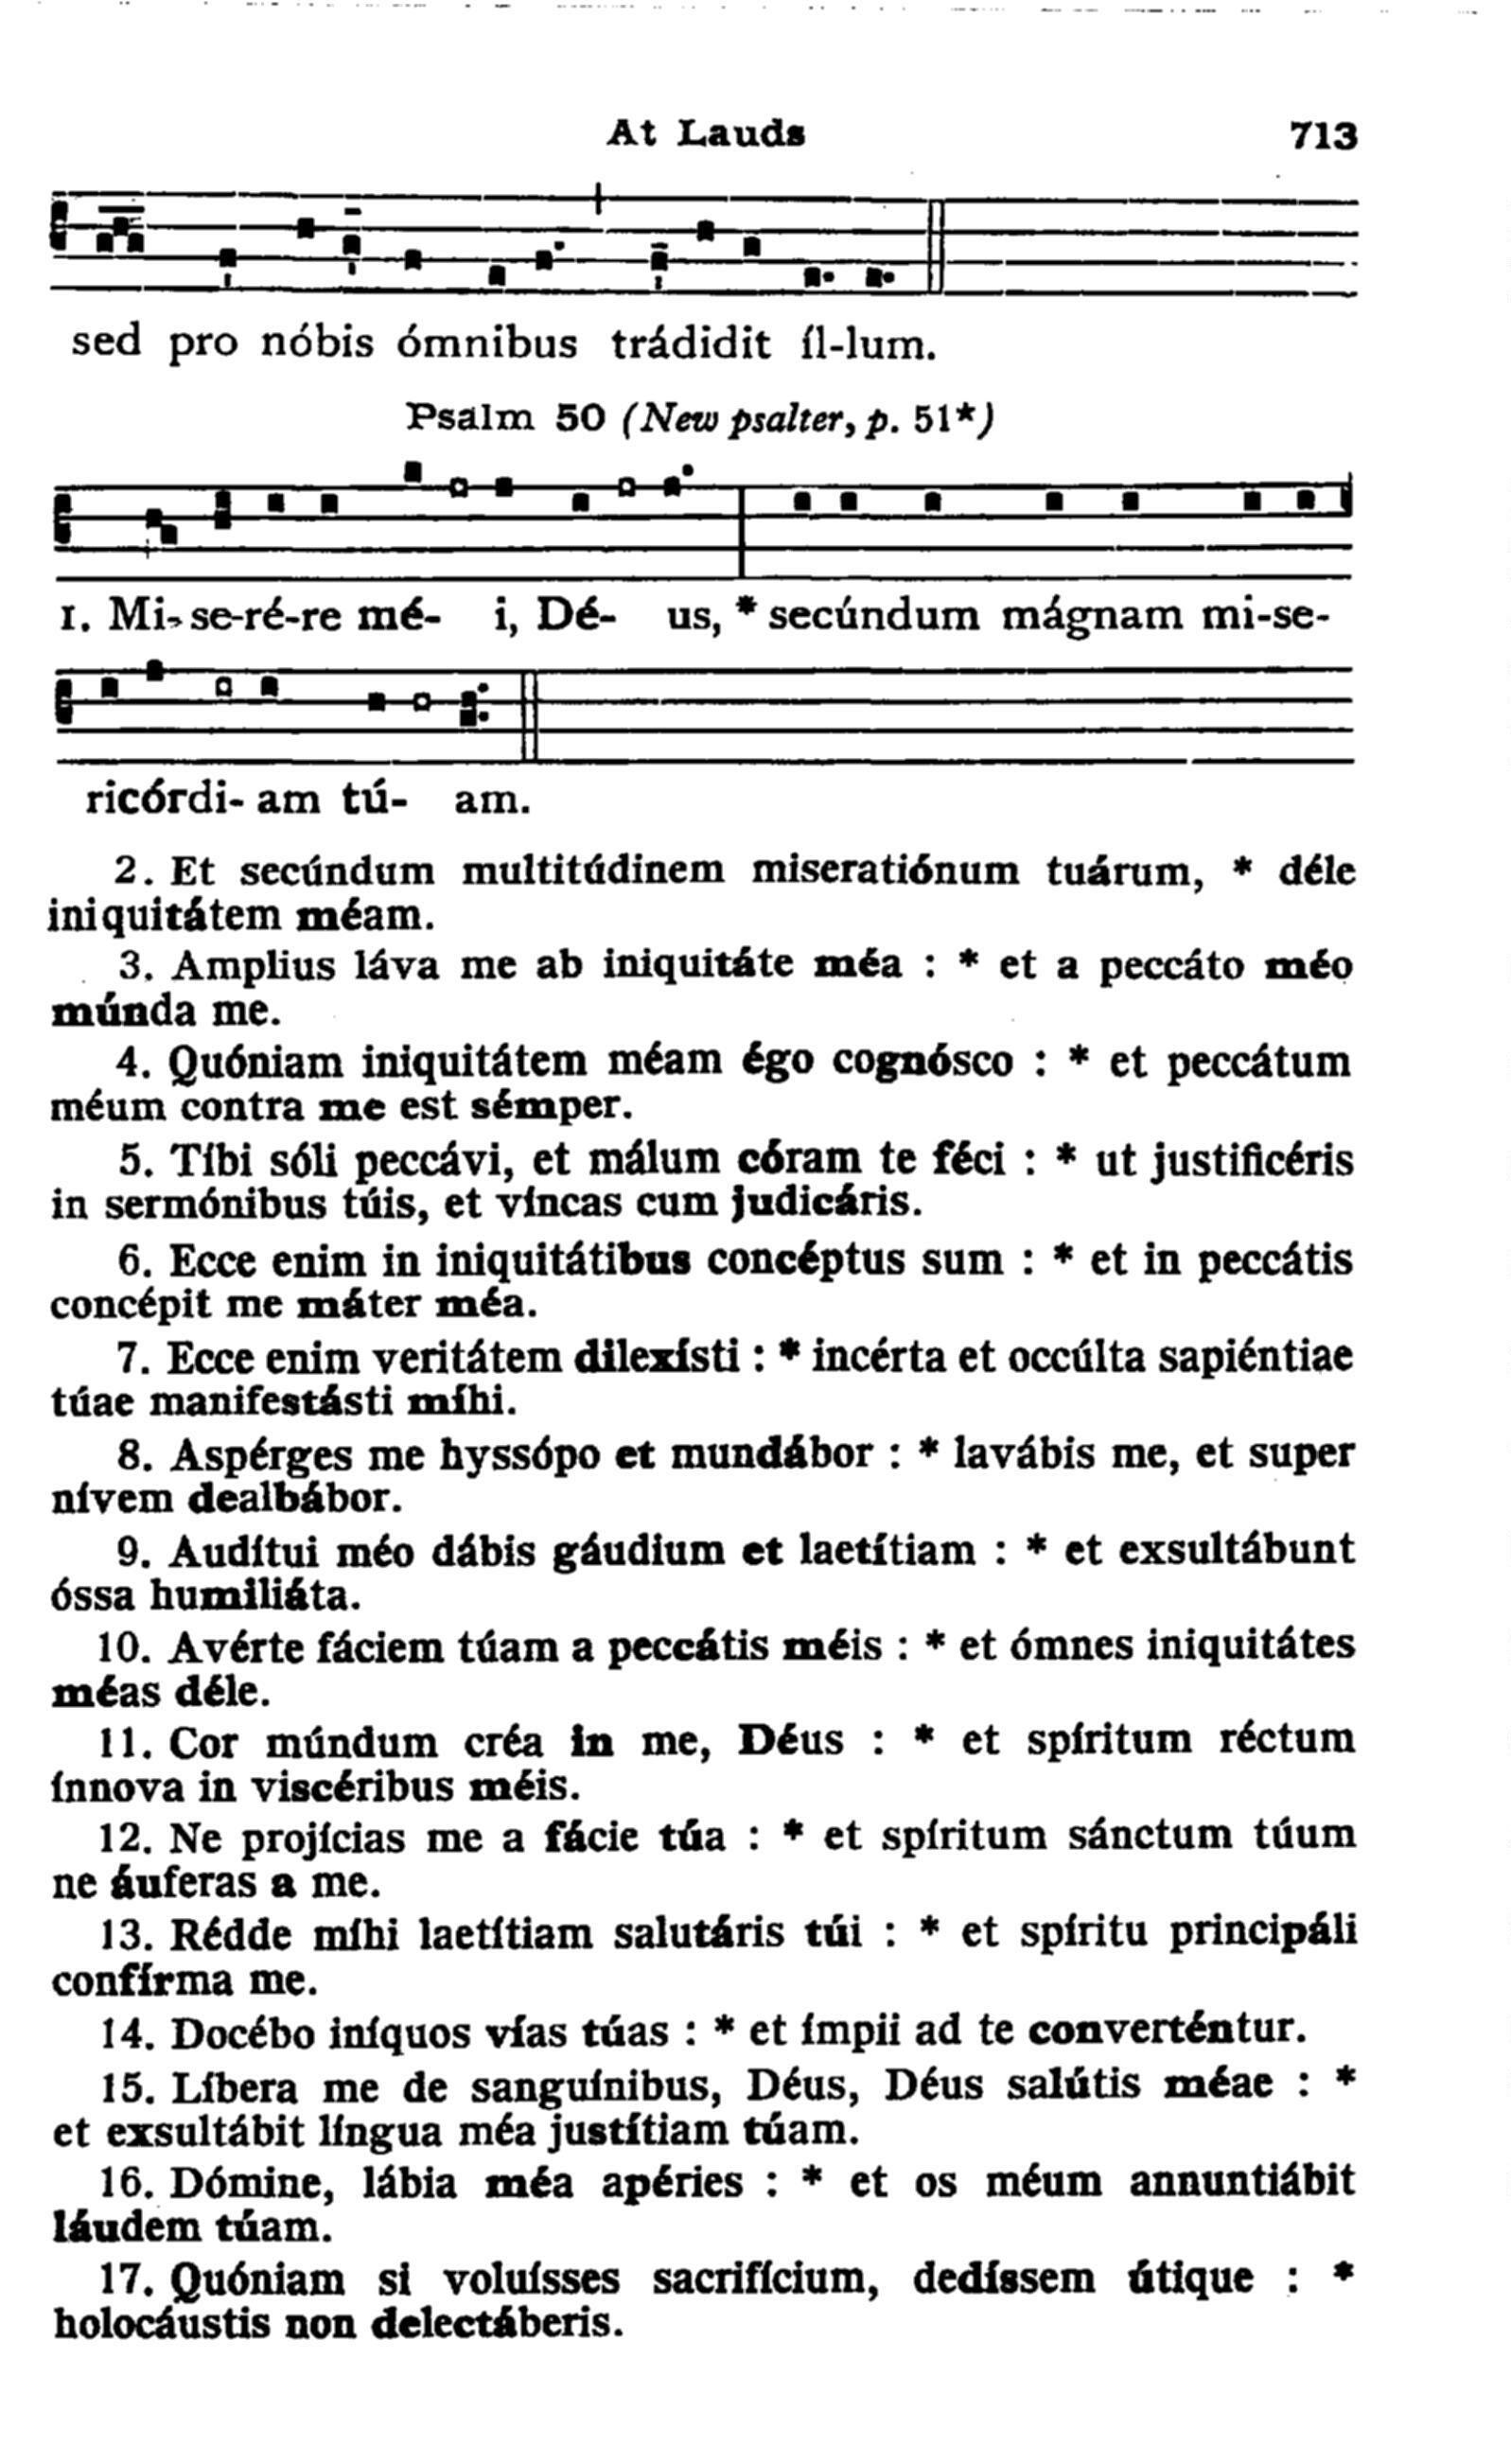 At Lauds 713
sed pro nóbis ómnibus trádidit íl-lum.
Psalm 50 (New psalter, p. 51*)
1. Mi-se-ré-re mé- i, Dé- us, * secúndum mágnam mi-se-
ricórdi- am tú- am.
2. Et secúndum multitúdinem miseratiónum tuárum, * déle
iniquitátem méam.
3. Amplius láva me ab iniquitáte méa : * et a peccáto méo
múnda me.
4. Quóniam iniquitátem méam égo cognósco : * et peccátum
méum contra me est sémper.
5. Tíbi sóli peccávi, et málum córam te féci : * ut justificéris
in sermónibus túis, et víncas cum judicáris.
6. Ecce enim in iniquitátibus concéptus sum : * et in peccátis
concépit me máter méa.
7. Ecce enim veritátem dilexísti : * incérta et occúlta sapiéntiae
túae manifestásti míhi.
8. Aspérges me hyssópo et mundábor : * lavábis me, et super
nívem dealbábor.
9. Audítui méo dábis gáudium et laetítiam : * et exsultábunt
óssa humiliáta.
10. Avérte fáciem túam a peccátis méis : * et ómnes iniquitátes
méas déle.
11. Cor múndum créa in me, Déus : * et spíritum réctum
ínnova in viscéribus méis.
12. Ne projícias me a fácie túa : * et spíritum sánctum túum
ne áuferas a me.
13. Rédde míhi laetítiam salutáris túi : * et spíritu principáli
confírma me.
14. Docébo iníquos vías túas : * et ímpii ad te converténtur.
15. Líbera me de sanguínibus, Déus, Déus salútis méae : *
et exsultábit língua méa justítiam túam.
16. Dómine, lábia méa apéries : * et os méum annuntiábit
láudem túam.
17. Quóniam si voluísses sacrifícium, dedíssem útique : *
holocáustis non delectáberis.